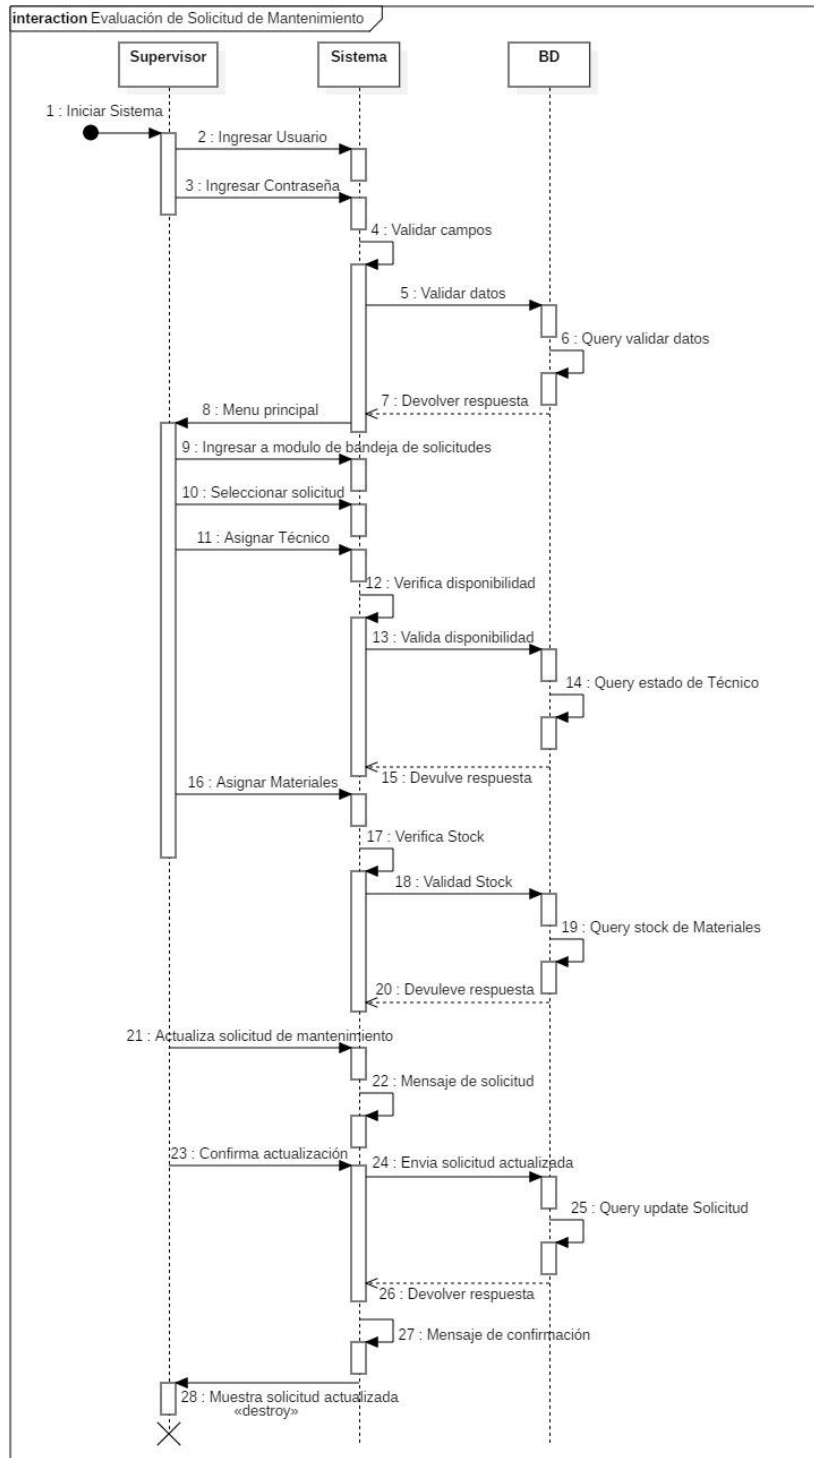 interaction Evaluación de Solicitud de Mantenimiento
Supervisor
Sistema
BD
1 : Iniciar Sistema
2 : Ingresar Usuario
3 : Ingresar Contraseña
4 : Validar campos
5 : Validar datos
6 : Query validar datos
7 : Devolver respuesta
8 : Menu principal
9 : Ingresar a modulo de bandeja de solicitudes
10 : Seleccionar solicitud
11 : Asignar Técnico
12 : Verifica disponibilidad
13 : Valida disponibilidad
14 : Query estado de Técnico
15 : Devulve respuesta
16 : Asignar Materiales
17 : Verifica Stock
18 : Validad Stock
19 : Query stock de Materiales
20 : Devuleve respuesta
21 : Actualiza solicitud de mantenimiento
22 : Mensaje de solicitud
23 : Confirma actualización
24 : Envia solicitud actualizada
25 : Query update Solicitud
26 : Devolver respuesta
27 : Mensaje de confirmación
28 : Muestra solicitud actualizada
«destroy»